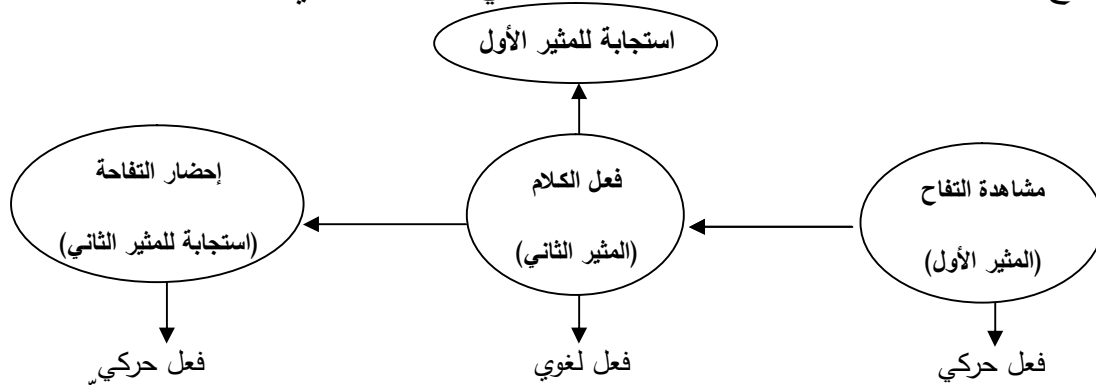 استجابة للمثير الأول
مشاهدة التفاح
(المثير الأول)
فعل الكلام
(المثير الثاني)
إحضار التفاحة
(استجابة للمثير الثاني)
فعل حركي
فعل لغوي
فعل حركي